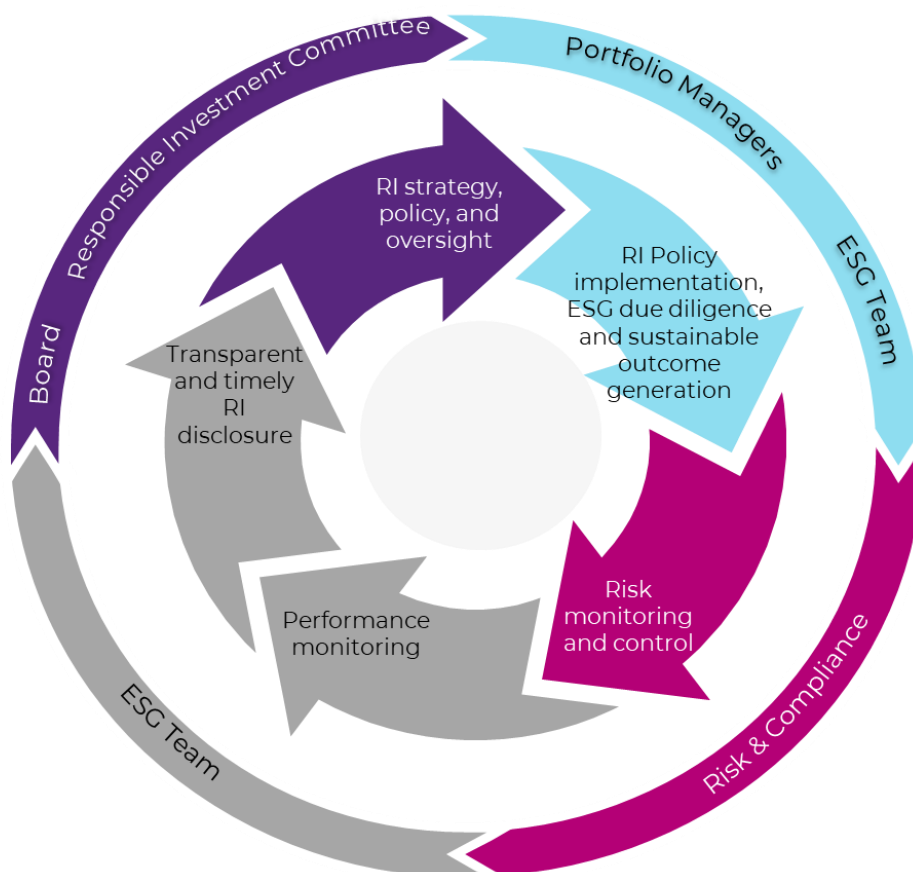 Board
Responsible Investment Committee
Portfolio Managers
ESG Team
Risk & Compliance
ESG Team
RI strategy,
policy, and
oversight
RI Policy
implementation,
ESG due diligence
and sustainable
outcome
generation
Risk
monitoring
and control
Performance
monitoring
Transparent
and timely
RI
disclosure